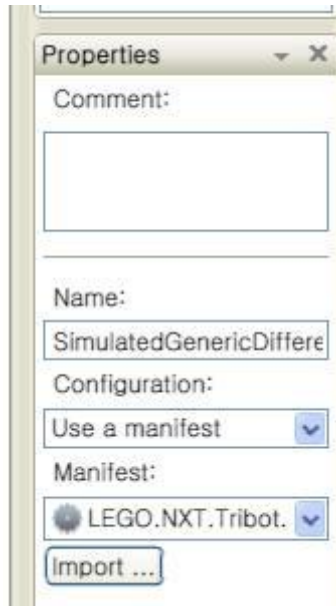 Properties
Comment:
Name:
SimulatedGenericDiffere
Configuration:
Use a manifest
Manifest:
LEGO.NXT.Tribot.
Import ...